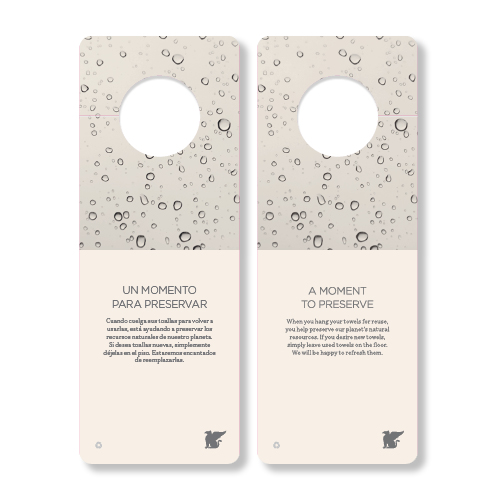 UN MOMENTO
PARA PRESERVAR
Cuando cuelga sus toallas para volver a
usarlas, está ayudando a preservar los
recursos naturales de nuestro planeta.
Si desea toallas nuevas, simplemente
déjelas en el piso. Estaremos encantados
de reemplazarlas.
A MOMENT
TO PRESERVE
When you hang your towels for reuse,
you help preserve our planet's natural
resources. If you desire new towels,
simply leave used towels on the floor.
We will be happy to refresh them.